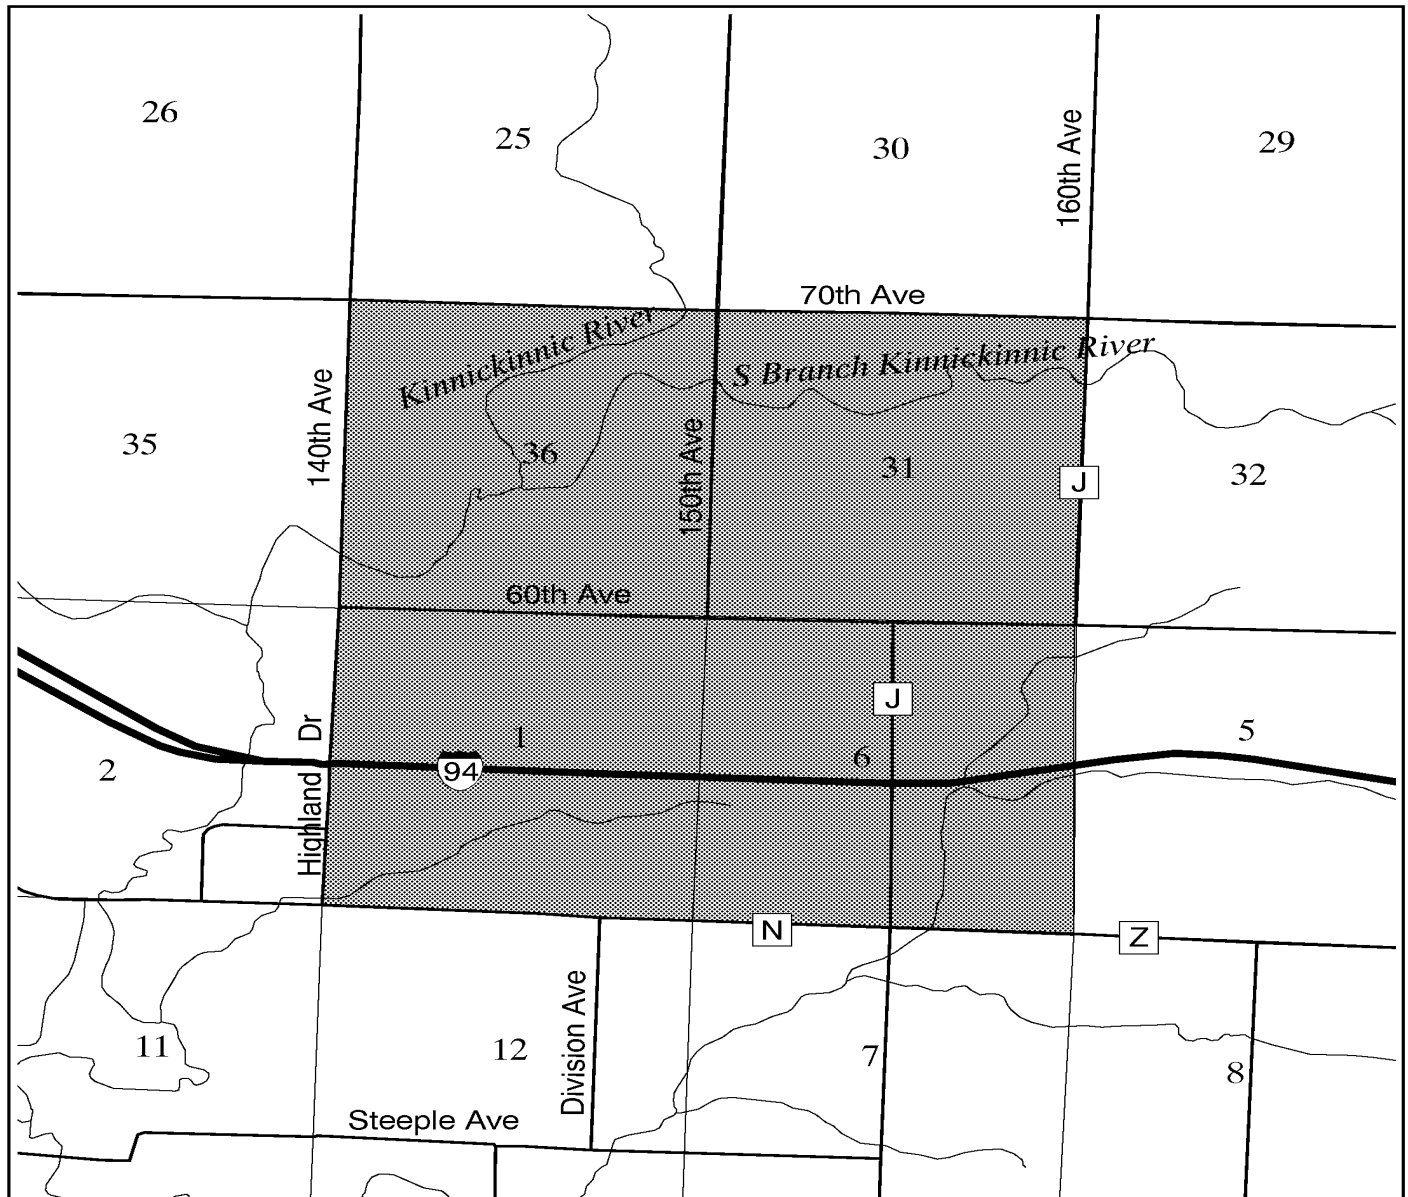 26
25
30
160th Ave
29
70th Ave
Kinnickinnic River
S Branch Kinnickinnic River
35
140th Ave
36
150th Ave
31
J
32
60th Ave
J
Highland Dr
1
94
2
6
5
N
Z
11
12
Division Ave
7
8
Steeple Ave